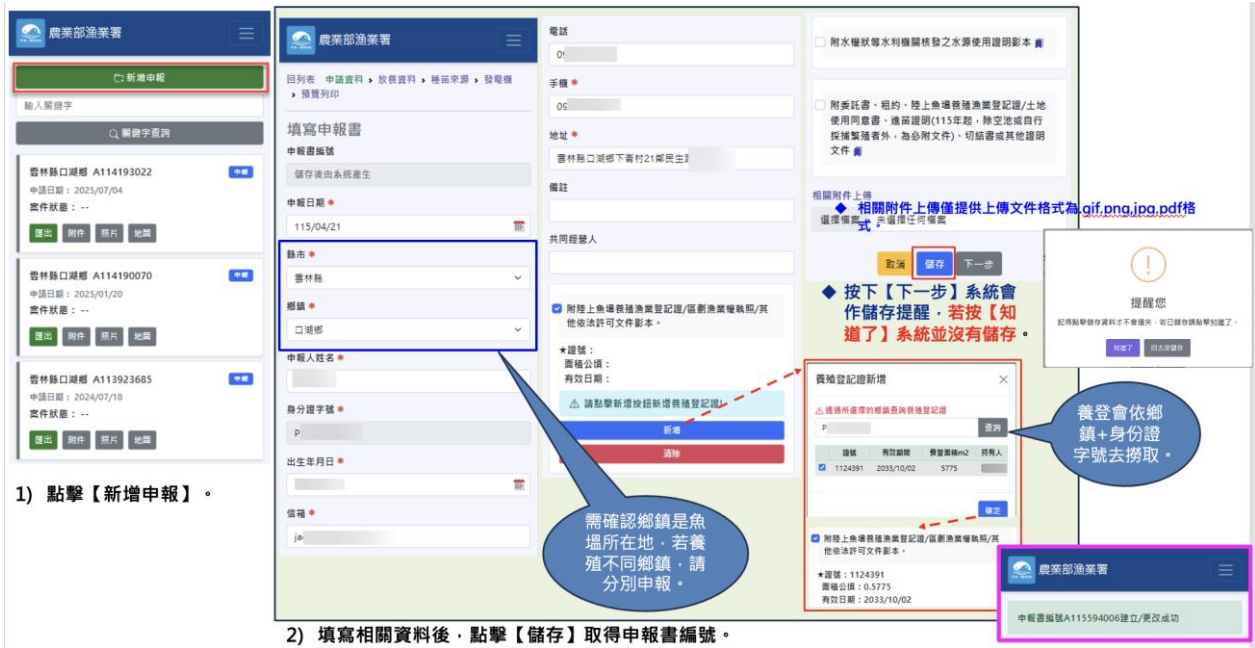 農業部漁業署
新增申報
輸入關鍵字
關鍵字查詢
雲林縣口湖鄉 A114193022
申報
申請日期：2025/07/04
案件狀態：--
匯出 附件 照片 地圖
雲林縣口湖鄉 A114190070
申報
申請日期：2025/01/20
案件狀態：--
匯出 附件 照片 地圖
雲林縣口湖鄉 A113923685
申報
申請日期：2024/07/18
案件狀態：--
匯出 附件 照片 地圖
1) 點擊【新增申報】。
農業部漁業署
回列表 申請資料 › 放養資料 › 種苗來源 › 發電機
› 預覽列印
填寫申報書
申報書編號
儲存後由系統產生
申報日期 *
115/04/21
縣市 *
雲林縣
鄉鎮 *
口湖鄉
申報人姓名 *
身分證字號 *
P
出生年月日 *
信箱 *
ja
電話
09
手機 *
09
地址 *
雲林縣口湖鄉下崙村21鄰民生路
備註
共同經營人
附陸上魚塭養殖漁業登記證/區劃漁業權執照/其
他依法許可文件影本。
★證號：
面積公頃：
有效日期：
請點擊新增按鈕新增養殖登記證!
新增
清除
需確認鄉鎮是魚
塭所在地，若養
殖不同鄉鎮，請
分別申報。
附水權狀等水利機關核發之水源使用證明影本
附委託書、租約、陸上魚塭養殖漁業登記證/土地
使用同意書、進苗證明(115年起，除空池或自行
採捕繁殖者外，為必附文件)、切結書或其他證明
文件
相關附件上傳
◆ 相關附件上傳僅提供上傳文件格式為.gif,png,jpg,pdf格
式。
選擇檔案 未選擇任何檔案
取消 儲存 下一步
◆ 按下【下一步】系統會
作儲存提醒，若按【知
道了】系統並沒有儲存。
提醒您
記得點擊儲存資料才不會遺失，若已儲存請點擊知道了。
知道了 回去按儲存
養殖登記證新增
×
透過所選擇的鄉鎮查詢養殖登記證
P
查詢
證號 有效期限 養登面積m2 持有人
1124391 2033/10/02 5775
確定
養登會依鄉
鎮+身份證
字號去撈取。
附陸上魚塭養殖漁業登記證/區劃漁業權執照/其
他依法許可文件影本。
★證號：1124391
面積公頃：0.5775
有效日期：2033/10/02
農業部漁業署
申報書編號A115594006建立/更改成功
2) 填寫相關資料後，點擊【儲存】取得申報書編號。